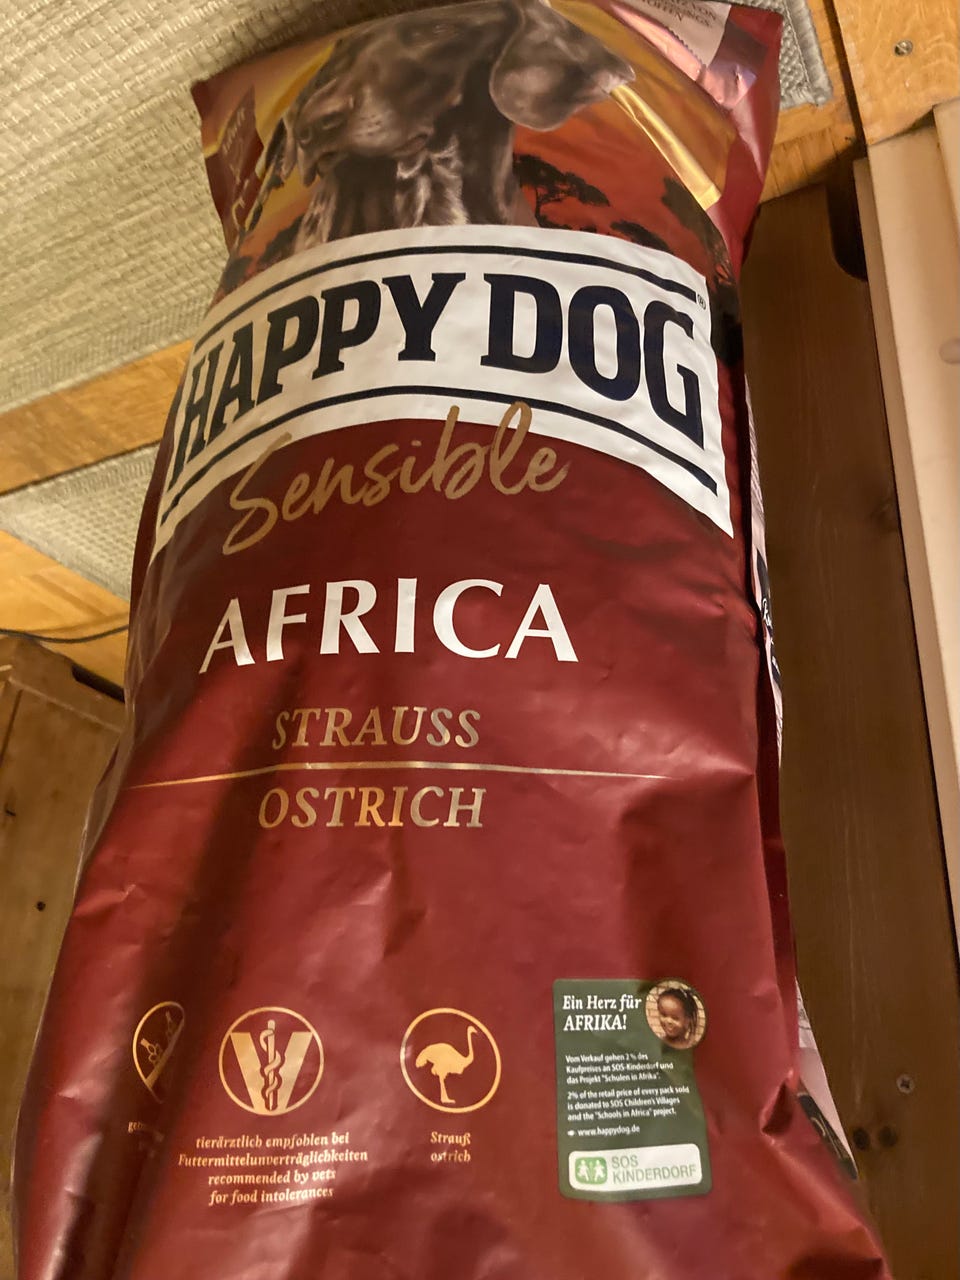 HAPPY DOG®
Sensible
AFRICA
STRAUSS
OSTRICH
tierärztlich empfohlen bei
Futtermittelunverträglichkeiten
recommended by vets
for food intolerances
Strauß
ostrich
Ein Herz für
AFRIKA!
Vom Verkauf gehen 2 % des
Kaufpreises an SOS-Kinderdorf und
das Projekt "Schulen in Afrika".
2% of the retail price of every pack sold
is donated to SOS Children's Villages
and the "Schools in Africa" project.
www.happydog.de
SOS
KINDERDORF